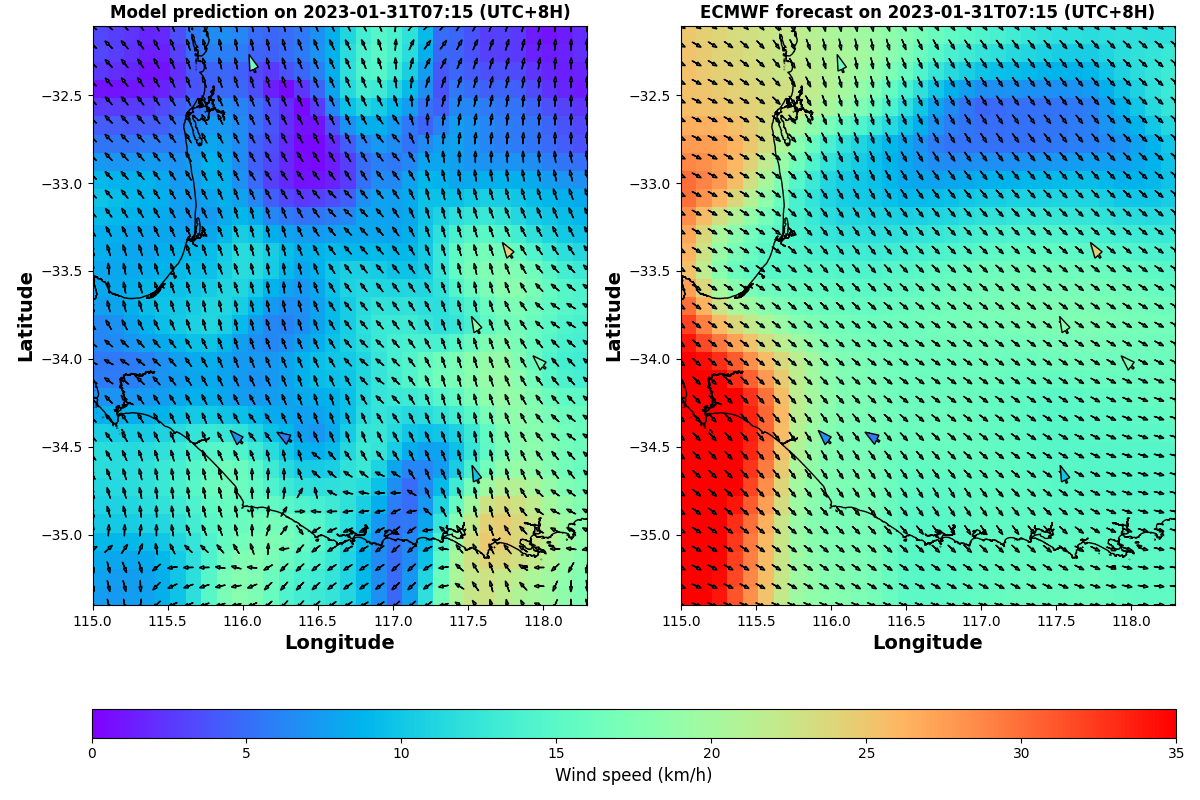 Model prediction on 2023-01-31T07:15 (UTC+8H)
ECMWF forecast on 2023-01-31T07:15 (UTC+8H)
Latitude
−32.5
−33.0
−33.5
−34.0
−34.5
−35.0
115.0 115.5 116.0 116.5 117.0 117.5 118.0
Longitude
Latitude
−32.5
−33.0
−33.5
−34.0
−34.5
−35.0
115.0 115.5 116.0 116.5 117.0 117.5 118.0
Longitude
0 5 10 15 20 25 30 35
Wind speed (km/h)